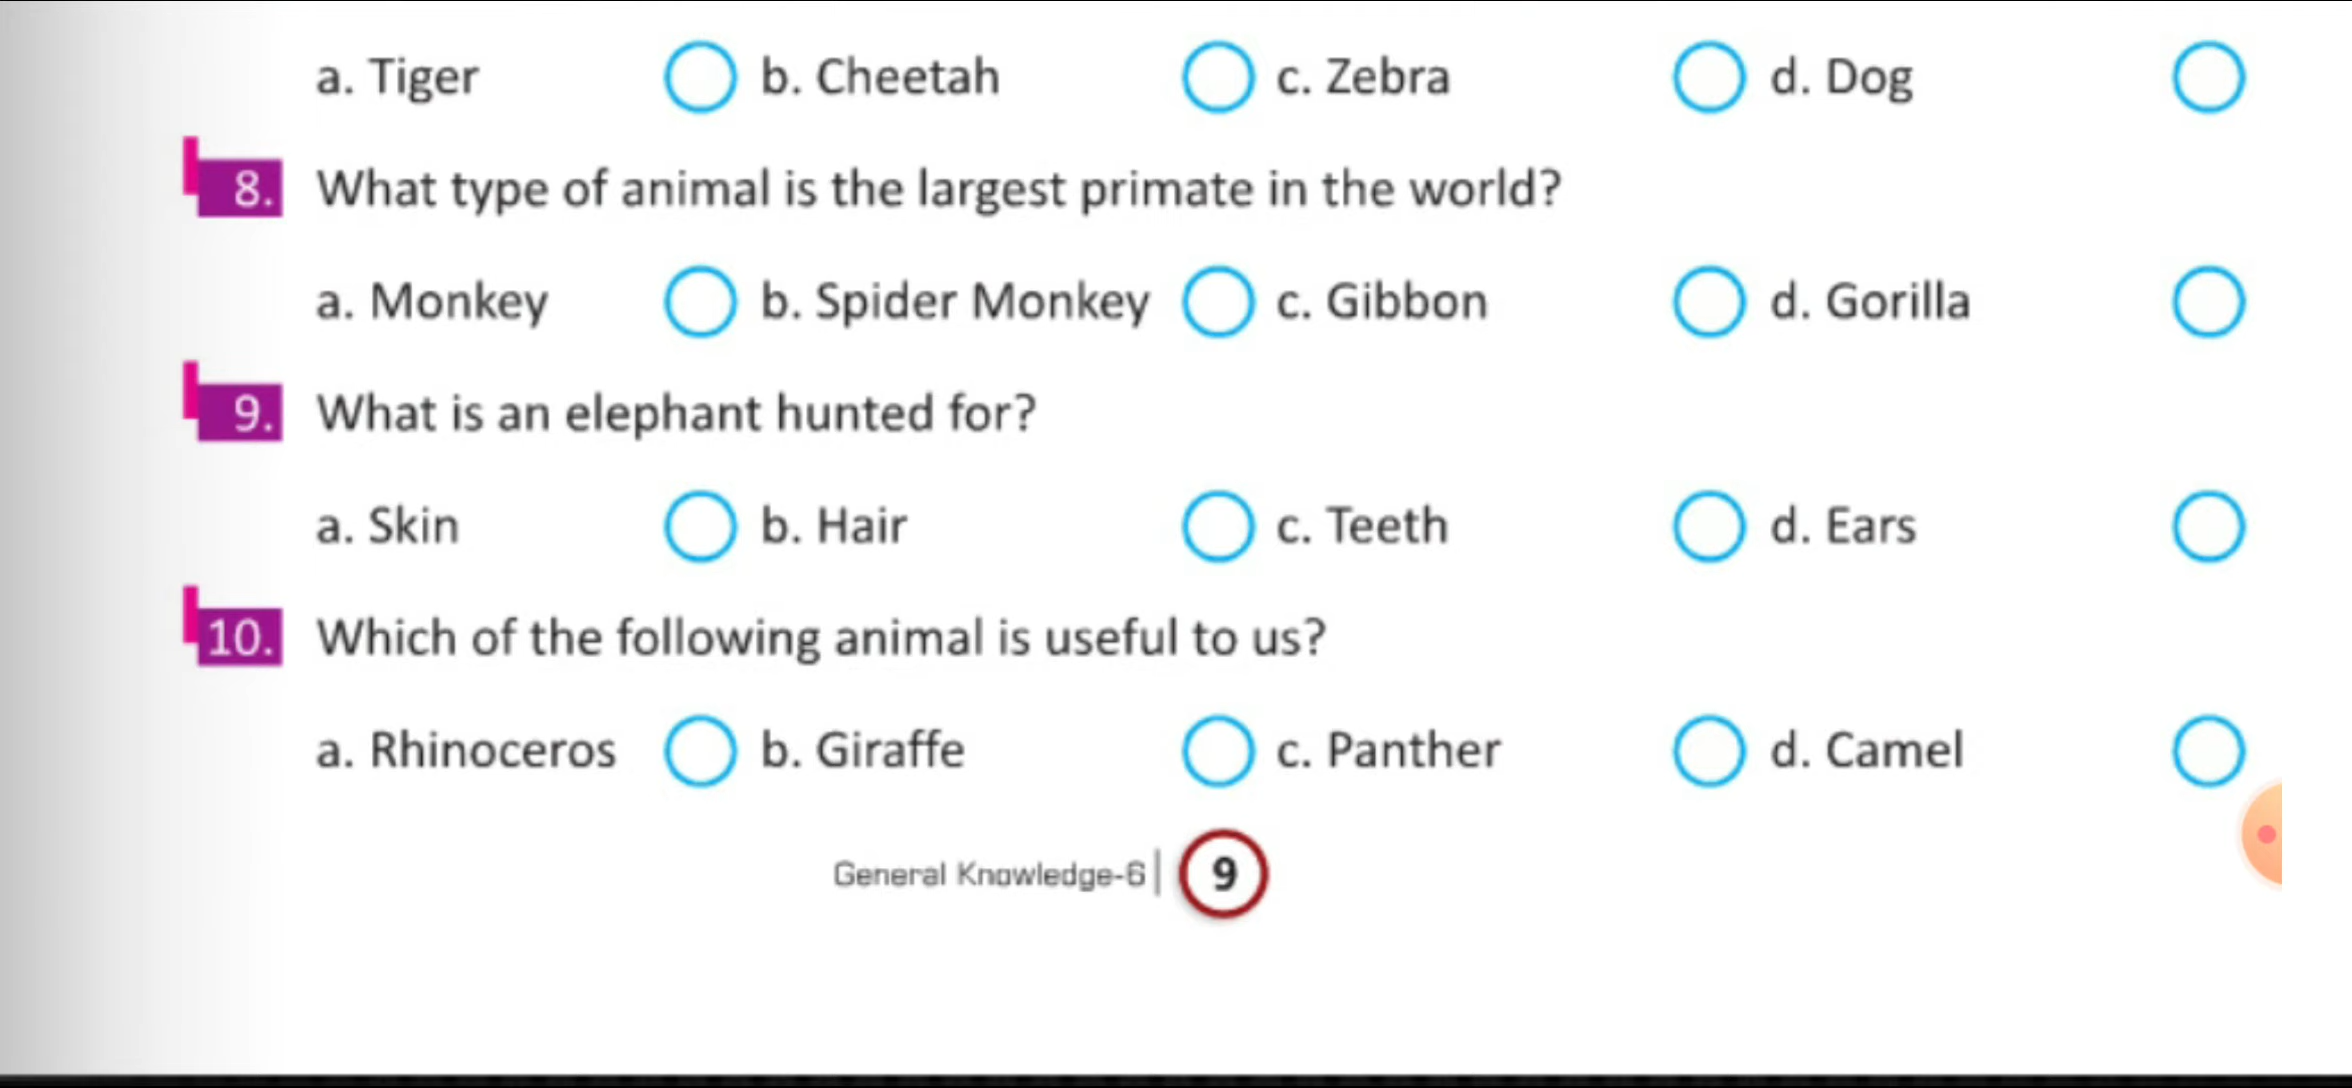 a. Tiger b. Cheetah c. Zebra d. Dog
8. What type of animal is the largest primate in the world?
a. Monkey b. Spider Monkey c. Gibbon d. Gorilla
9. What is an elephant hunted for?
a. Skin b. Hair c. Teeth d. Ears
10. Which of the following animal is useful to us?
a. Rhinoceros b. Giraffe c. Panther d. Camel
General Knowledge-6 | 9